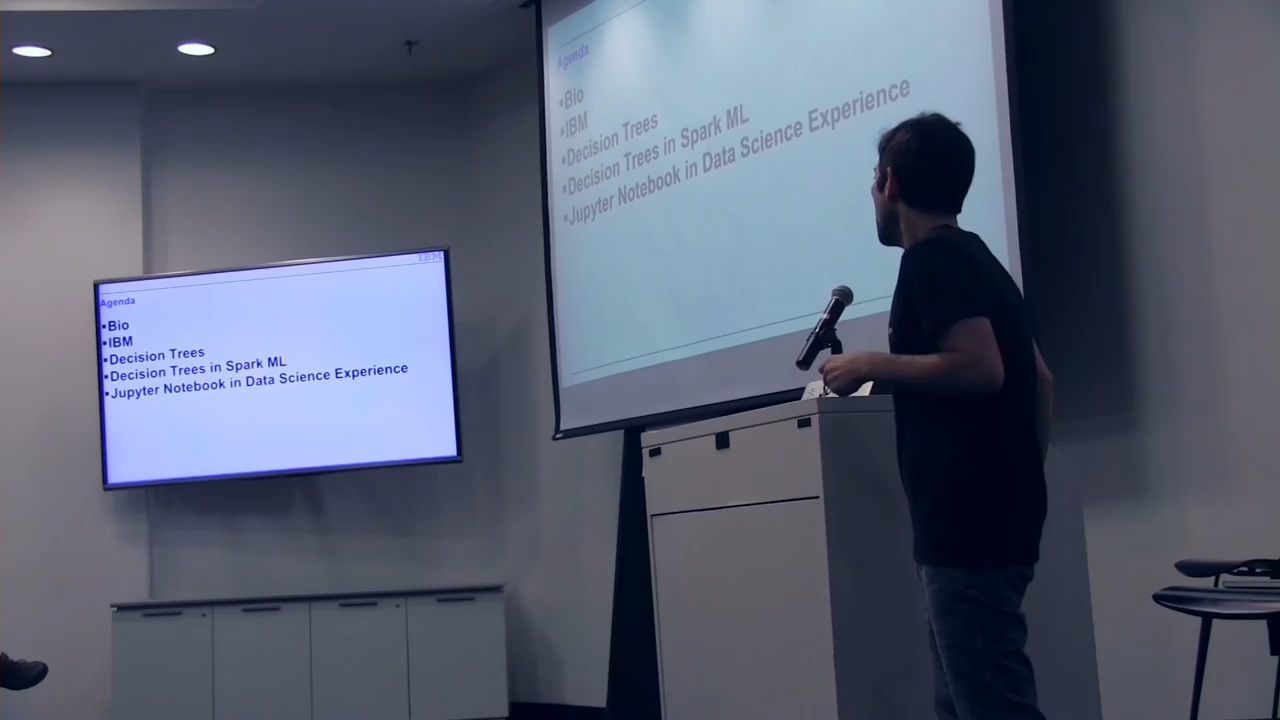 IBM
Agenda
▪Bio
▪IBM
▪Decision Trees
▪Decision Trees in Spark ML
▪Jupyter Notebook in Data Science Experience
Agenda
▪Bio
▪IBM
▪Decision Trees
▪Decision Trees in Spark ML
▪Jupyter Notebook in Data Science Experience